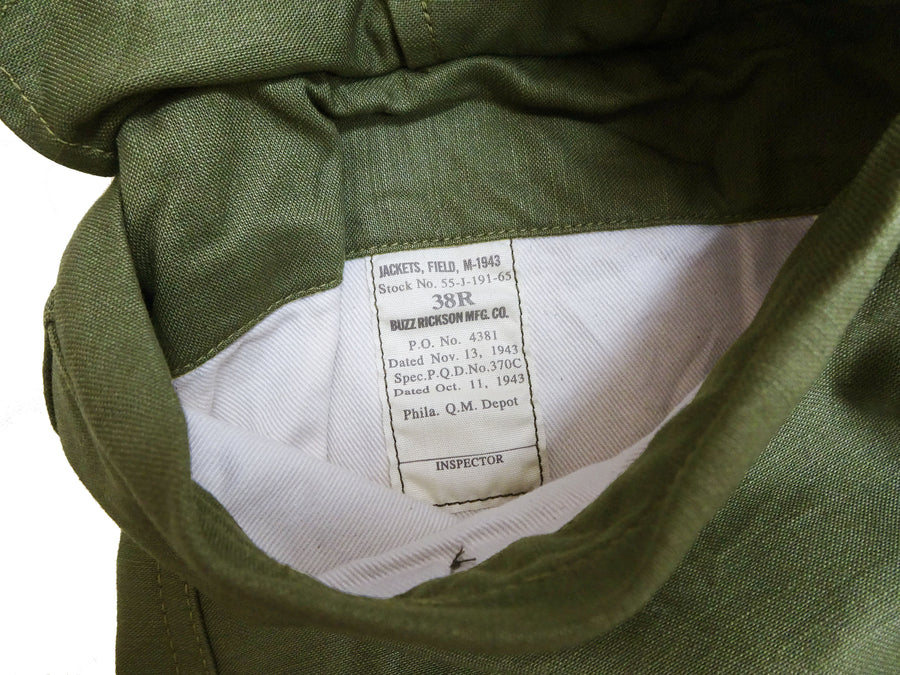 JACKETS, FIELD, M-1943
Stock No. 55-J-191-65
38R
BUZZ RICKSON MFG. CO.
P.O. No. 4381
Dated Nov. 13, 1943
Spec.P.Q.D.No.370C
Dated Oct. 11, 1943
Phila. Q.M. Depot
INSPECTOR